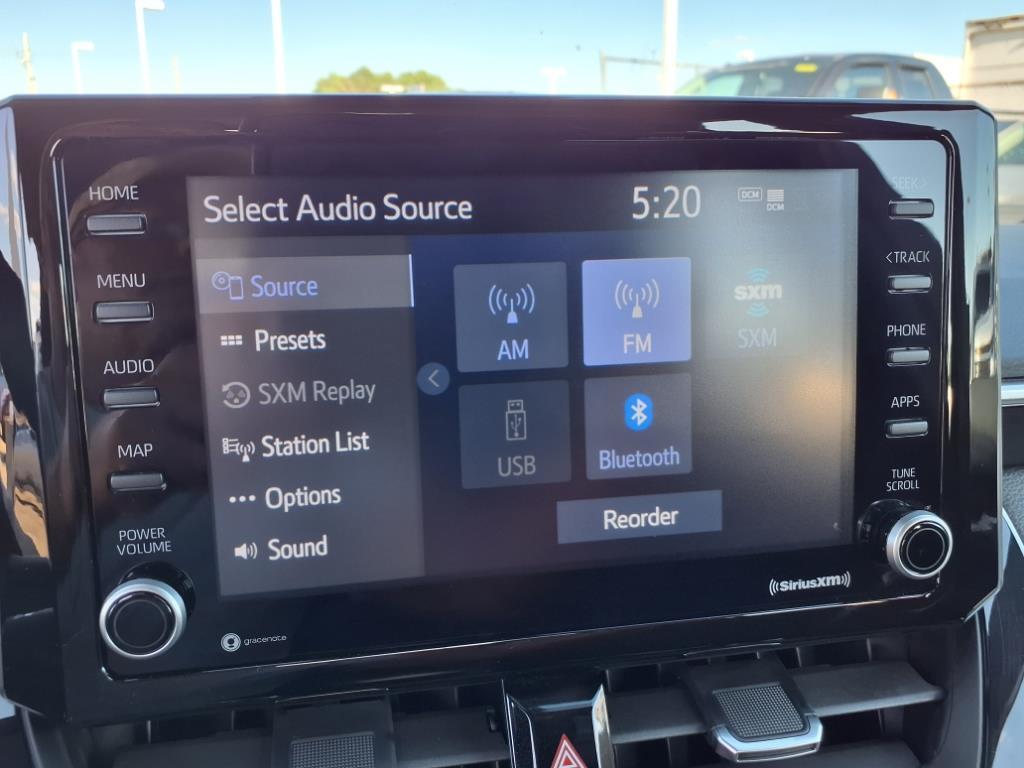 HOME
MENU
AUDIO
MAP
POWER
VOLUME
Select Audio Source
5:20
DCM
DCM
Source
Presets
SXM Replay
Station List
Options
Sound
AM
FM
sxm
SXM
USB
Bluetooth
Reorder
SEEK>
<TRACK
PHONE
APPS
TUNE
SCROLL
gracenote
((SiriusXM))